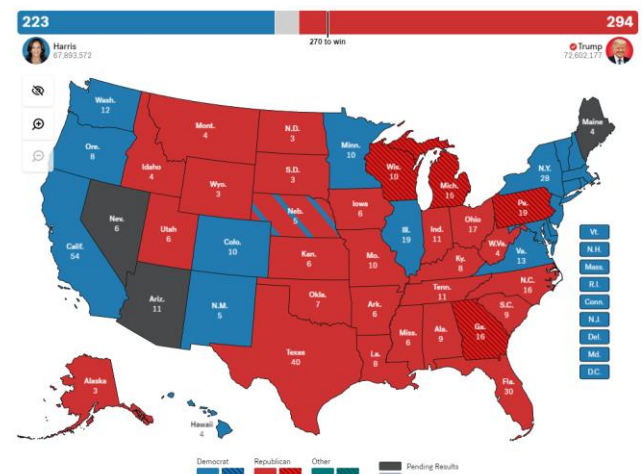 223
294
270 to win
Harris
67,893,572
Trump
72,602,177
Wash.
12
Ore.
8
Calif.
54
Nev.
6
Idaho
4
Mont.
4
Wyo.
3
Utah
6
Ariz.
11
Colo.
10
N.M.
5
N.D.
3
S.D.
3
Neb.
5
Kan.
6
Okla.
7
Texas
40
Minn.
10
Iowa
6
Mo.
10
Ark.
6
La.
8
Wis.
10
Ill.
19
Mich.
15
Ind.
11
Ohio
17
Ky.
8
Tenn.
11
Miss.
6
Ala.
9
Ga.
16
Fla.
30
S.C.
9
N.C.
16
Va.
13
W.Va.
4
Pa.
19
N.Y.
28
Maine
4
Vt.
N.H.
Mass.
R.I.
Conn.
N.J.
Del.
Md.
D.C.
Alaska
3
Hawaii
4
Democrat
Republican
Other
Pending Results